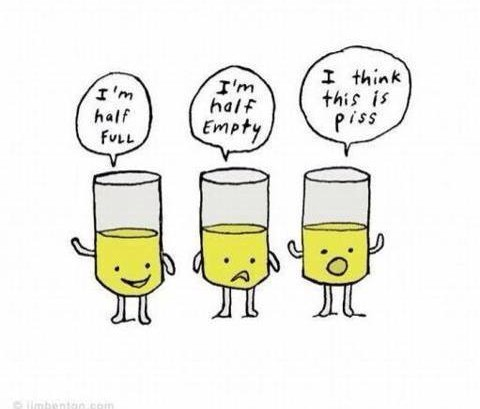 I'm
half
FULL
I'm
half
Empty
I think
this is
piss
© jimbenton.com